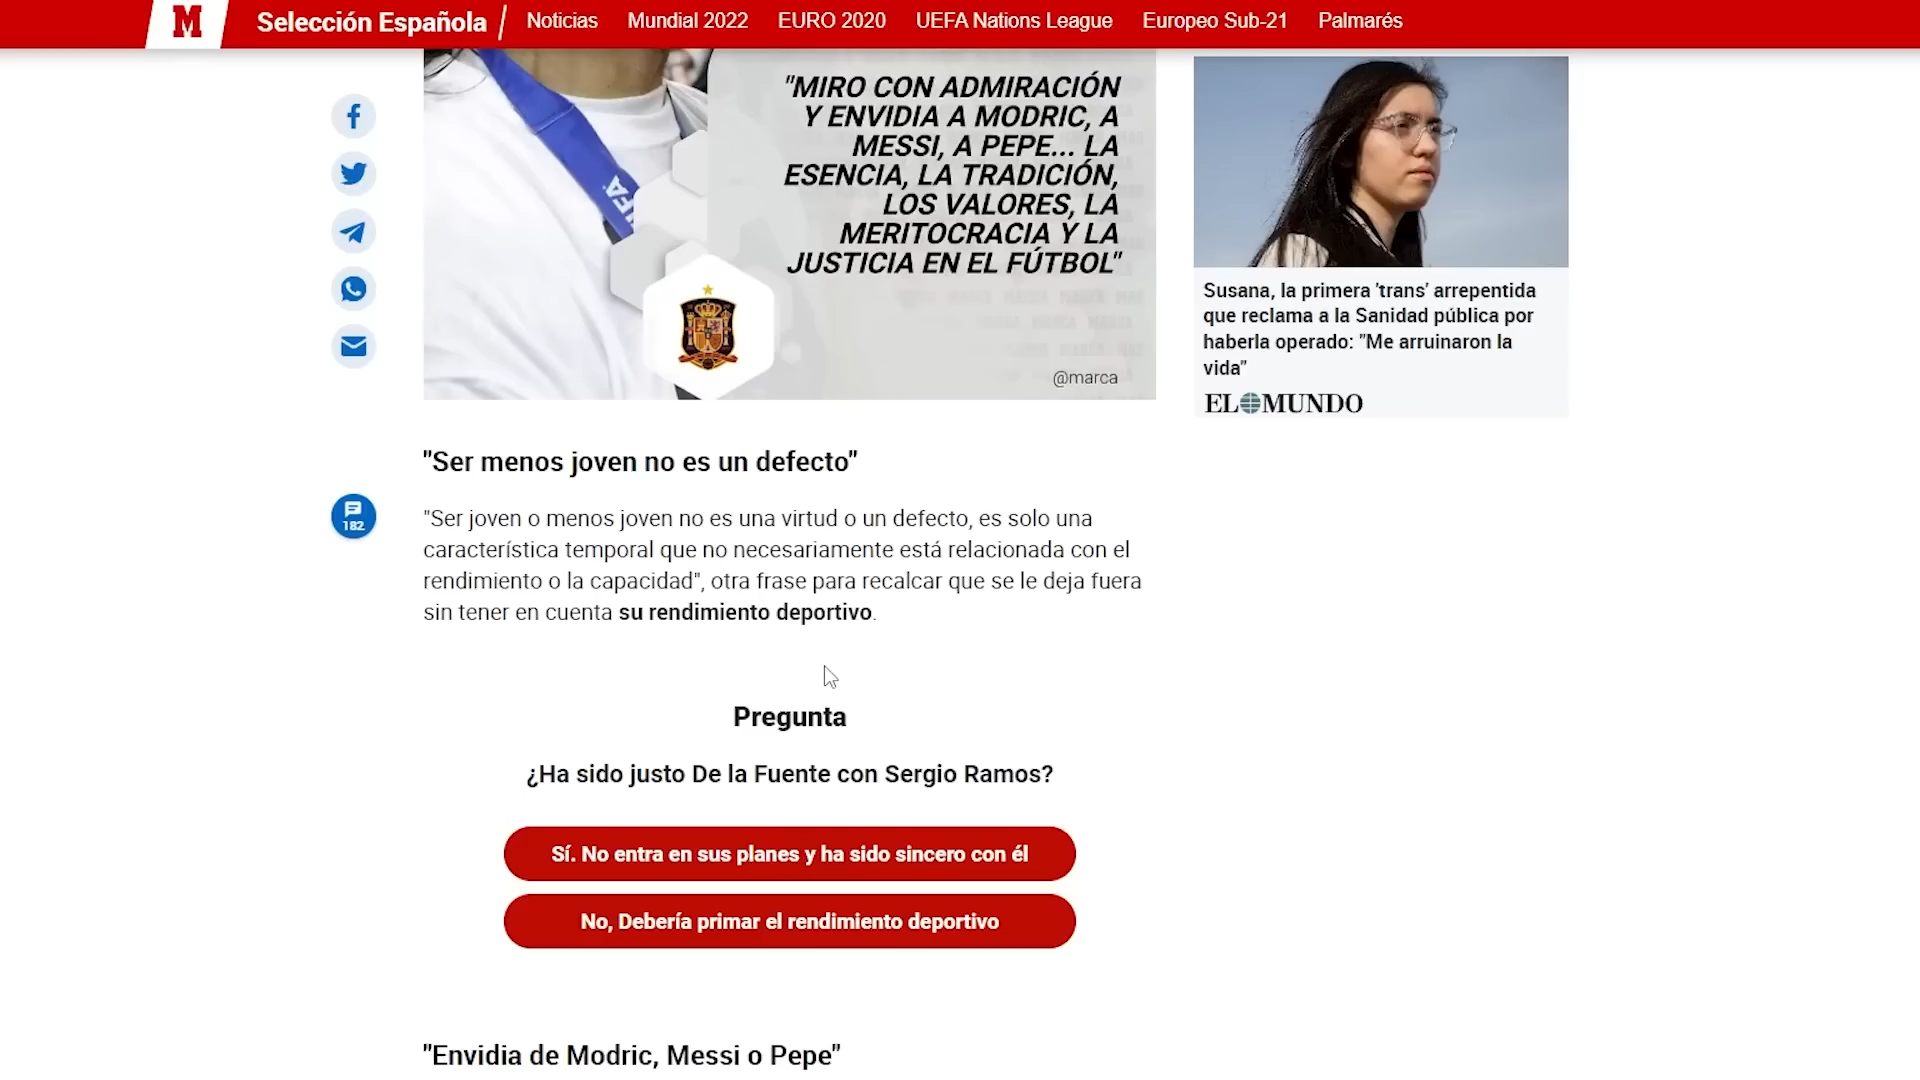 M
Selección Española
Noticias
Mundial 2022
EURO 2020
UEFA Nations League
Europeo Sub-21
Palmarés
"MIRO CON ADMIRACIÓN
Y ENVIDIA A MODRIC, A
MESSI, A PEPE... LA
ESENCIA, LA TRADICIÓN,
LOS VALORES, LA
MERITOCRACIA Y LA
JUSTICIA EN EL FÚTBOL"
@marca
Susana, la primera 'trans' arrepentida
que reclama a la Sanidad pública por
haberla operado: "Me arruinaron la
vida"
EL MUNDO
"Ser menos joven no es un defecto"
182
"Ser joven o menos joven no es una virtud o un defecto, es solo una
característica temporal que no necesariamente está relacionada con el
rendimiento o la capacidad", otra frase para recalcar que se le deja fuera
sin tener en cuenta su rendimiento deportivo.
Pregunta
¿Ha sido justo De la Fuente con Sergio Ramos?
Sí. No entra en sus planes y ha sido sincero con él
No, Debería primar el rendimiento deportivo
"Envidia de Modric, Messi o Pepe"